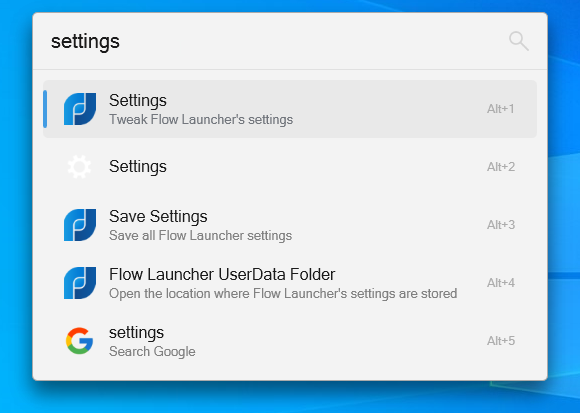 settings
Settings
Tweak Flow Launcher's settings
Alt+1
Settings
Alt+2
Save Settings
Save all Flow Launcher settings
Alt+3
Flow Launcher UserData Folder
Open the location where Flow Launcher's settings are stored
Alt+4
settings
Search Google
Alt+5